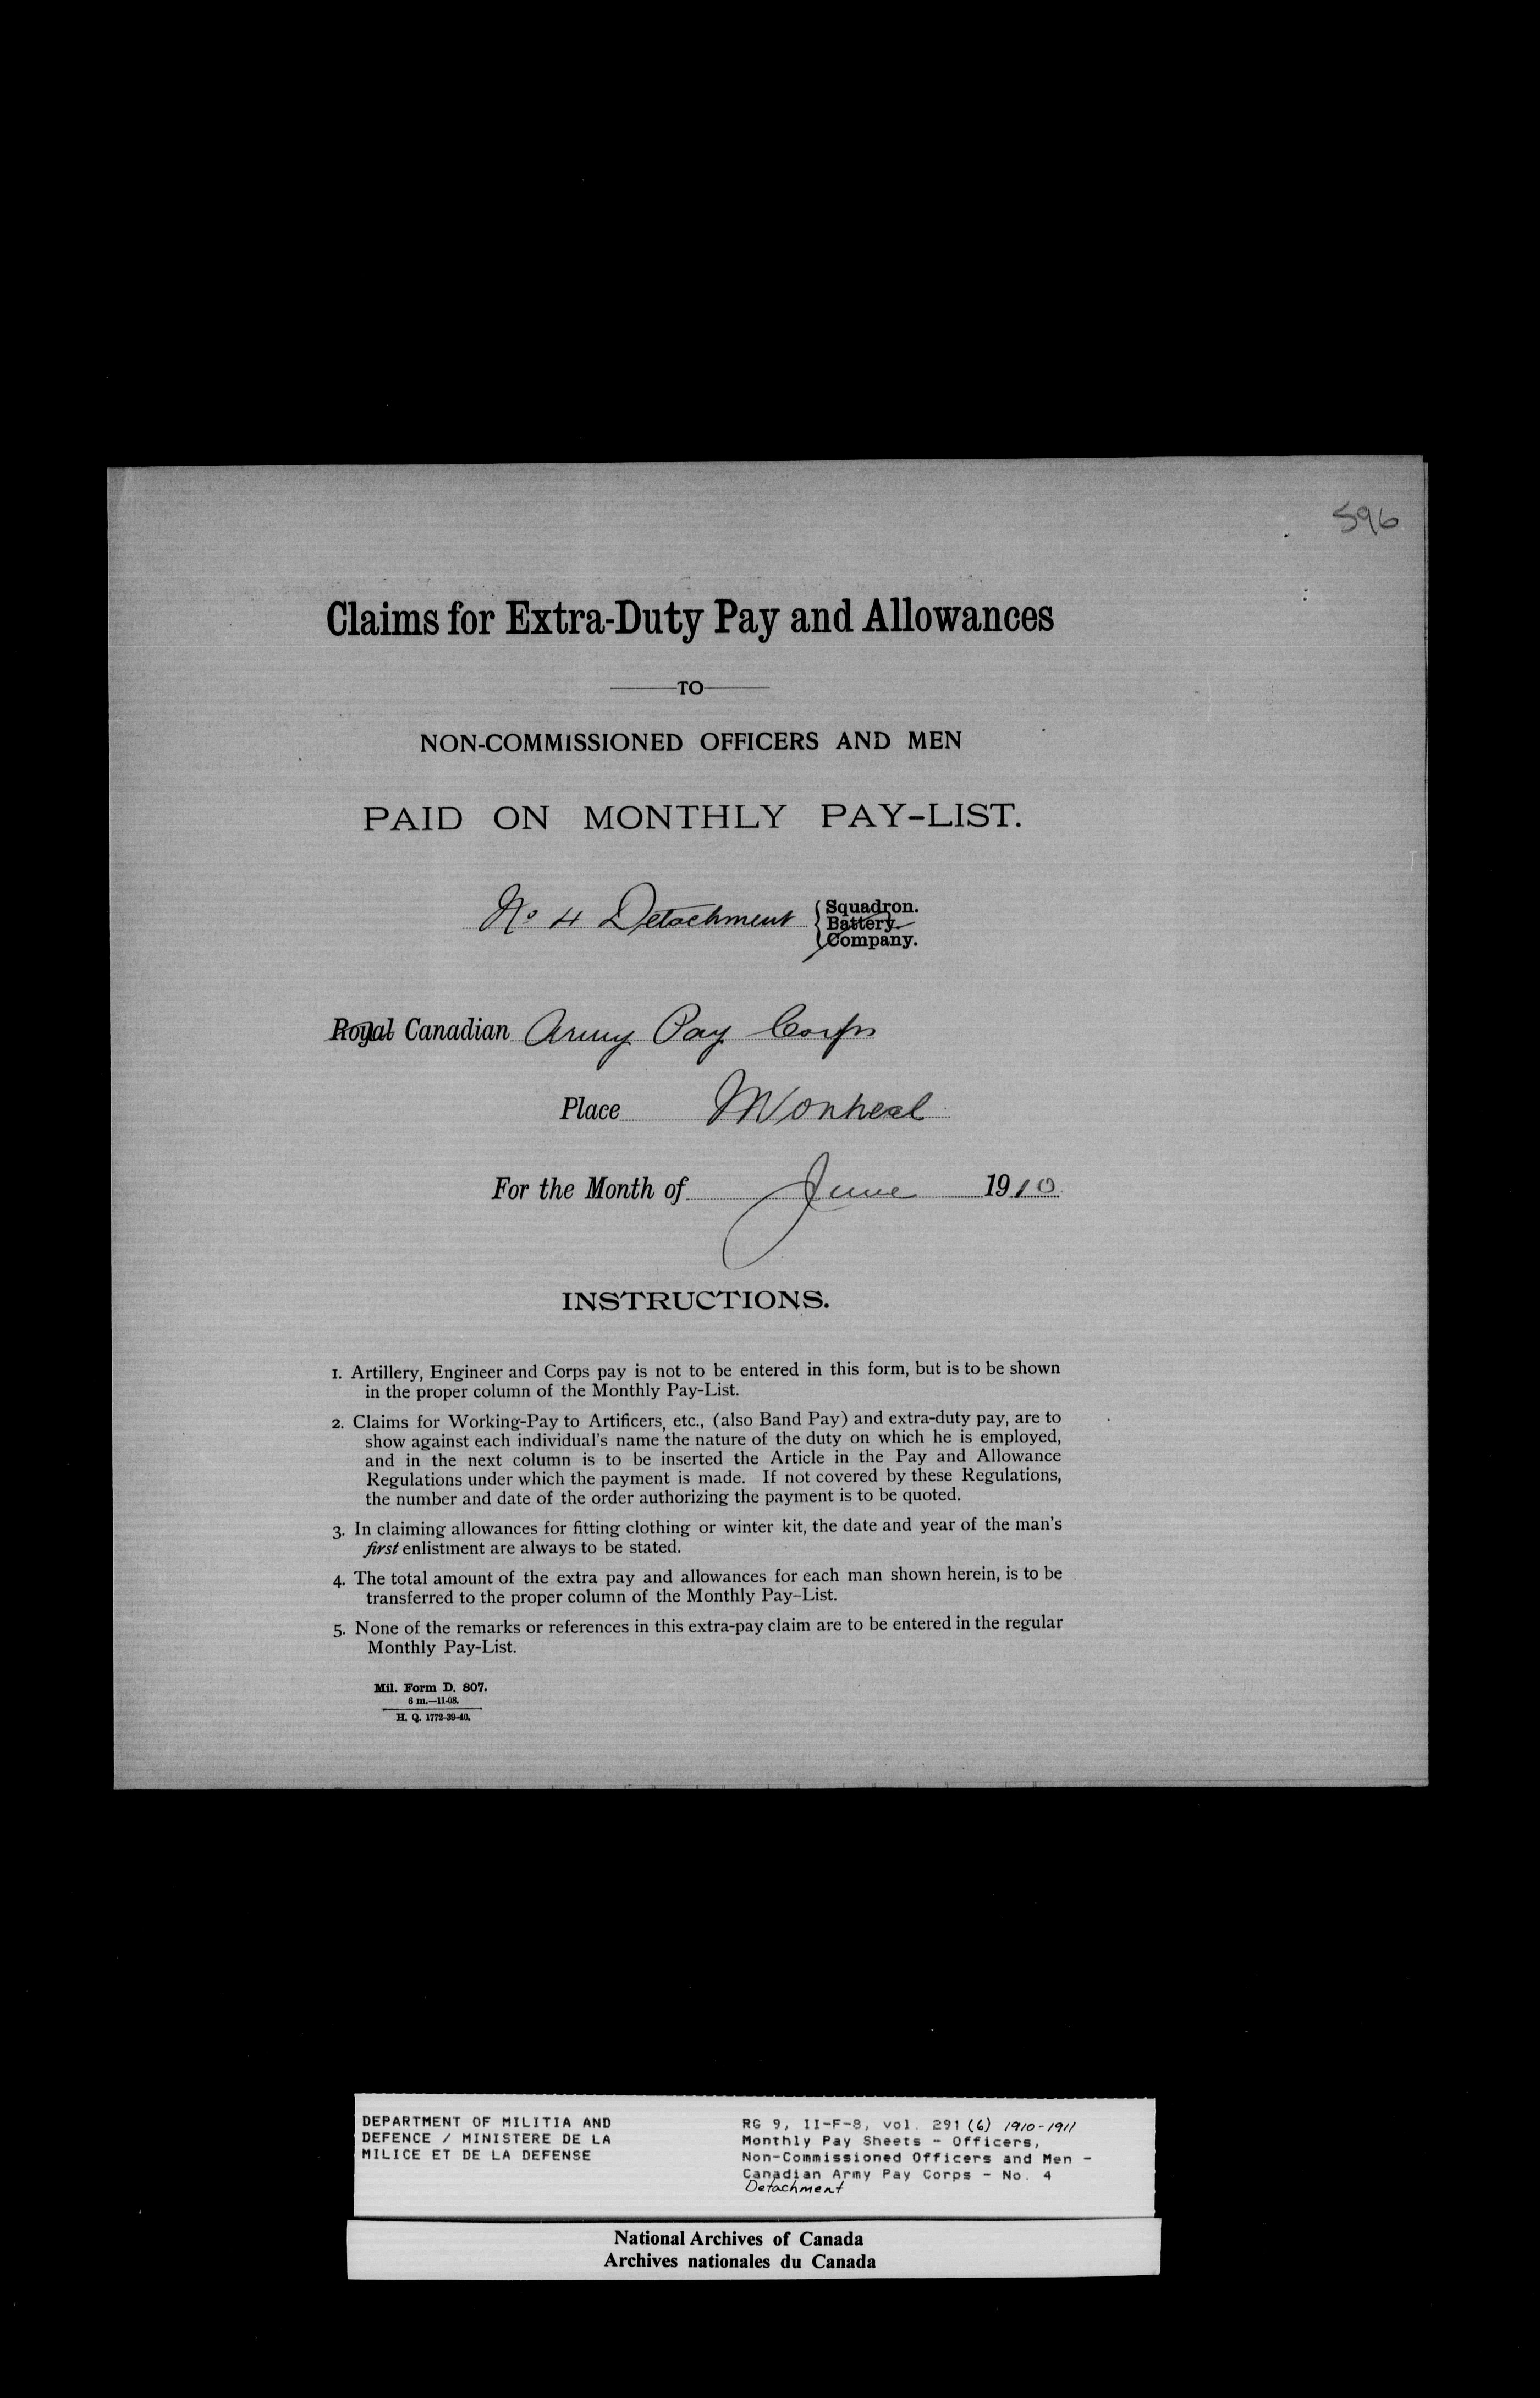 596
Claims for Extra-Duty Pay and Allowances
TO
NON-COMMISSIONED OFFICERS AND MEN
PAID ON MONTHLY PAY-LIST.
No 4 Detachment { Squadron.
Battery.
Company.
Royal Canadian Army Pay Corps
Place Montreal
For the Month of June 1910
INSTRUCTIONS.
1. Artillery, Engineer and Corps pay is not to be entered in this form, but is to be shown
in the proper column of the Monthly Pay-List.
2. Claims for Working-Pay to Artificers, etc., (also Band Pay) and extra-duty pay, are to
show against each individual's name the nature of the duty on which he is employed,
and in the next column is to be inserted the Article in the Pay and Allowance
Regulations under which the payment is made. If not covered by these Regulations,
the number and date of the order authorizing the payment is to be quoted.
3. In claiming allowances for fitting clothing or winter kit, the date and year of the man's
first enlistment are always to be stated.
4. The total amount of the extra pay and allowances for each man shown herein, is to be
transferred to the proper column of the Monthly Pay-List.
5. None of the remarks or references in this extra-pay claim are to be entered in the regular
Monthly Pay-List.
Mil. Form D. 807.
6 m.—11-08.
H. Q. 1772-39-40.
DEPARTMENT OF MILITIA AND
DEFENCE / MINISTERE DE LA
MILICE ET DE LA DEFENSE
RG 9, II-F-8, vol. 291 (6) 1910-1911
Monthly Pay Sheets - Officers,
Non-Commissioned Officers and Men -
Canadian Army Pay Corps - No. 4
Detachment
National Archives of Canada
Archives nationales du Canada